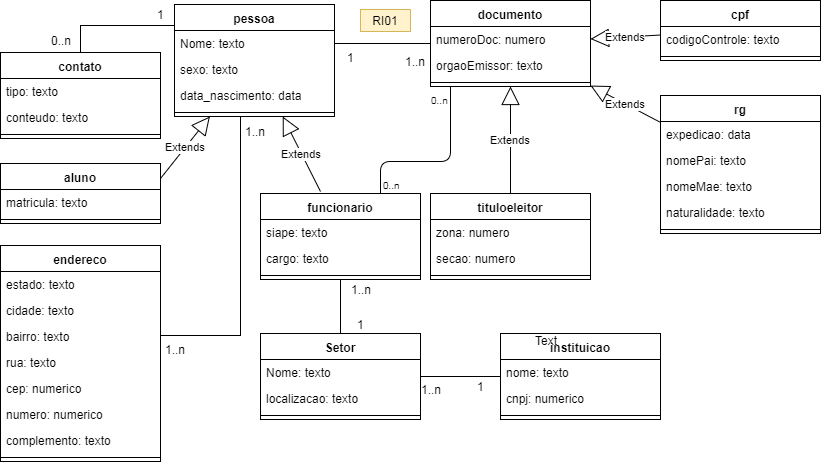 pessoa
Nome: texto
sexo: texto
data_nascimento: data
1
0..n
contato
tipo: texto
conteudo: texto
RI01
1
1..n
documento
numeroDoc: numero
orgaoEmissor: texto
Extends
cpf
codigoControle: texto
Extends
rg
expedicao: data
nomePai: texto
nomeMae: texto
naturalidade: texto
Extends
aluno
matricula: texto
1..n
Extends
0..n
0..n
Extends
funcionario
siape: texto
cargo: texto
tituloeleitor
zona: numero
secao: numero
endereco
estado: texto
cidade: texto
bairro: texto
rua: texto
cep: numerico
numero: numerico
complemento: texto
1..n
1..n
1
Setor
Nome: texto
localizacao: texto
1..n
1
Text
instituicao
nome: texto
cnpj: numerico